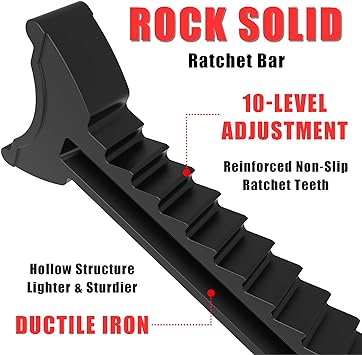 ROCK SOLID
Ratchet Bar
10-LEVEL
ADJUSTMENT
Reinforced Non-Slip
Ratchet Teeth
Hollow Structure
Lighter & Sturdier
DUCTILE IRON